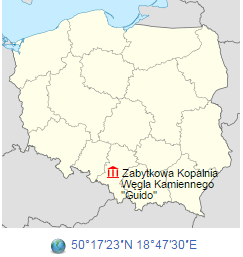 Zabytkowa Kopalnia
Węgla Kamiennego
"Guido"
50°17′23″N 18°47′30″E